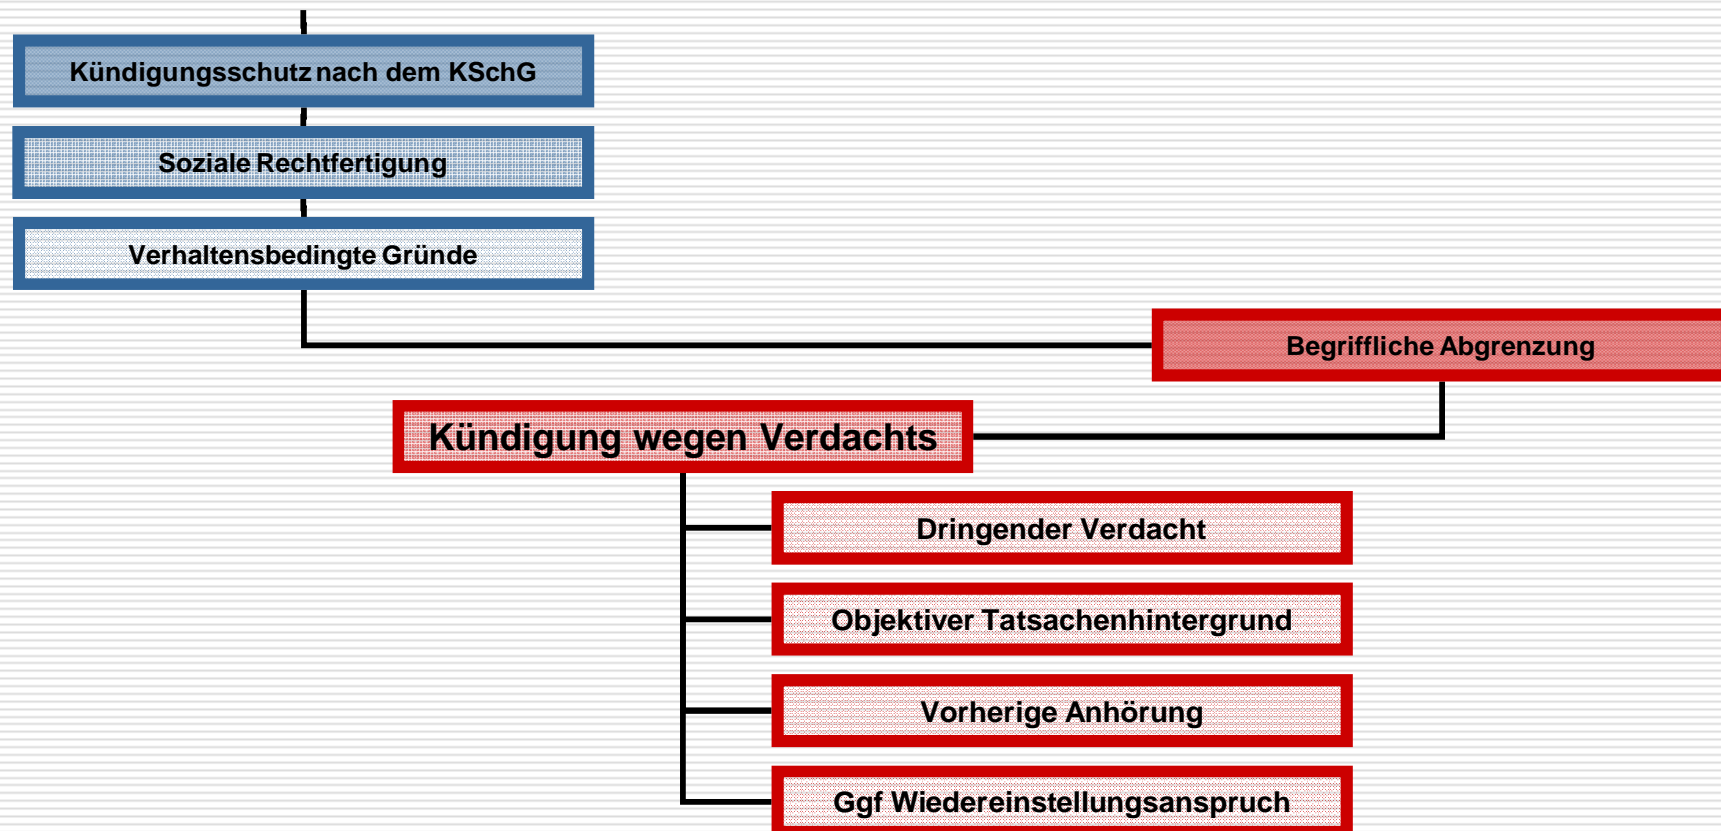 Kündigungsschutz nach dem KSchG
Soziale Rechtfertigung
Verhaltensbedingte Gründe
Begriffliche Abgrenzung
Kündigung wegen Verdachts
Dringender Verdacht
Objektiver Tatsachenhintergrund
Vorherige Anhörung
Ggf Wiedereinstellungsanspruch